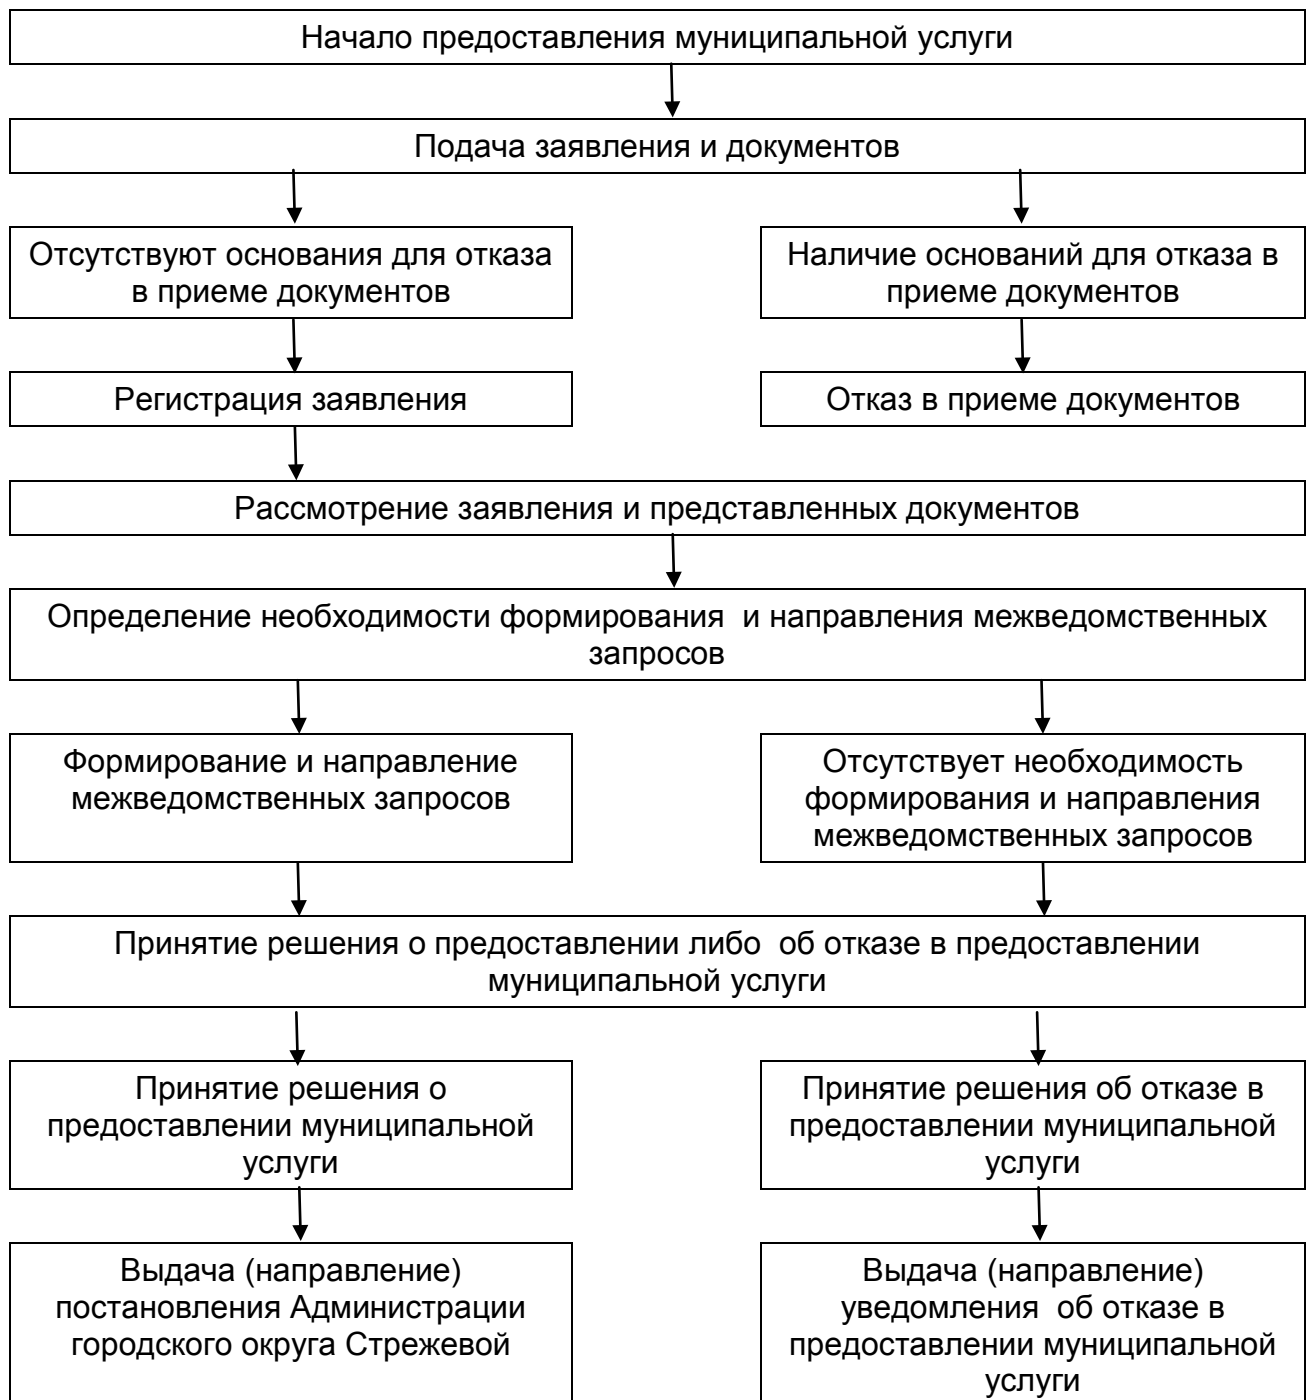 Начало предоставления муниципальной услуги
Подача заявления и документов
Отсутствуют основания для отказа
в приеме документов
Наличие оснований для отказа в
приеме документов
Регистрация заявления
Отказ в приеме документов
Рассмотрение заявления и представленных документов
Определение необходимости формирования  и направления межведомственных
запросов
Формирование и направление
межведомственных запросов
Отсутствует необходимость
формирования и направления
межведомственных запросов
Принятие решения о предоставлении либо  об отказе в предоставлении
муниципальной услуги
Принятие решения о
предоставлении муниципальной
услуги
Принятие решения об отказе в
предоставлении муниципальной
услуги
Выдача (направление)
постановления Администрации
городского округа Стрежевой
Выдача (направление)
уведомления  об отказе в
предоставлении муниципальной
услуги